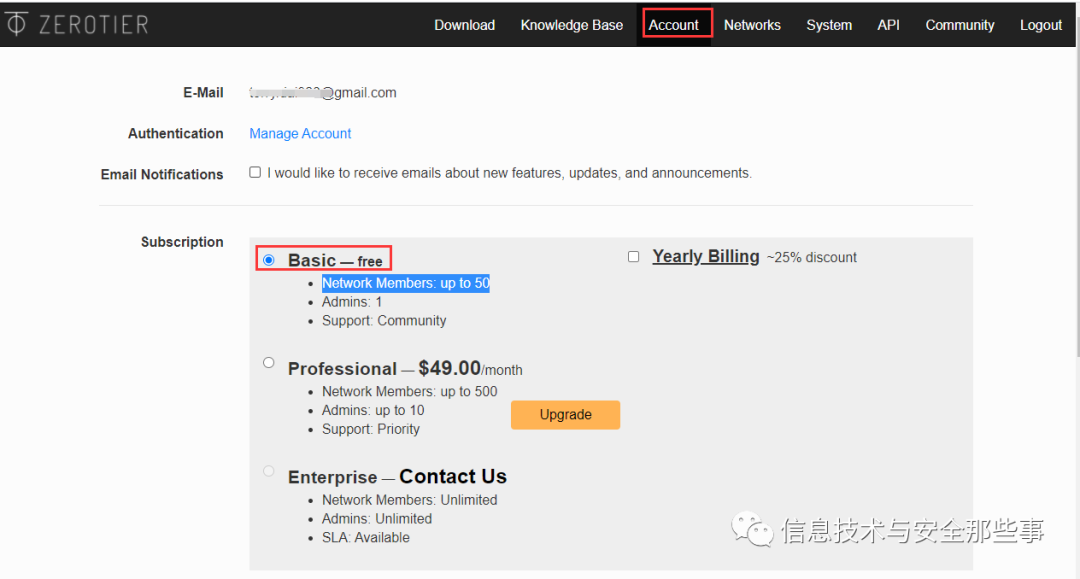 ZEROTIER
Download Knowledge Base Account Networks System API Community Logout
E-Mail @gmail.com
Authentication Manage Account
Email Notifications I would like to receive emails about new features, updates, and announcements.
Subscription
Basic — free
Yearly Billing ~25% discount
Network Members: up to 50
Admins: 1
Support: Community
Professional — $49.00/month
Network Members: up to 500
Admins: up to 10
Support: Priority
Upgrade
Enterprise — Contact Us
Network Members: Unlimited
Admins: Unlimited
SLA: Available
信息技术与安全那些事